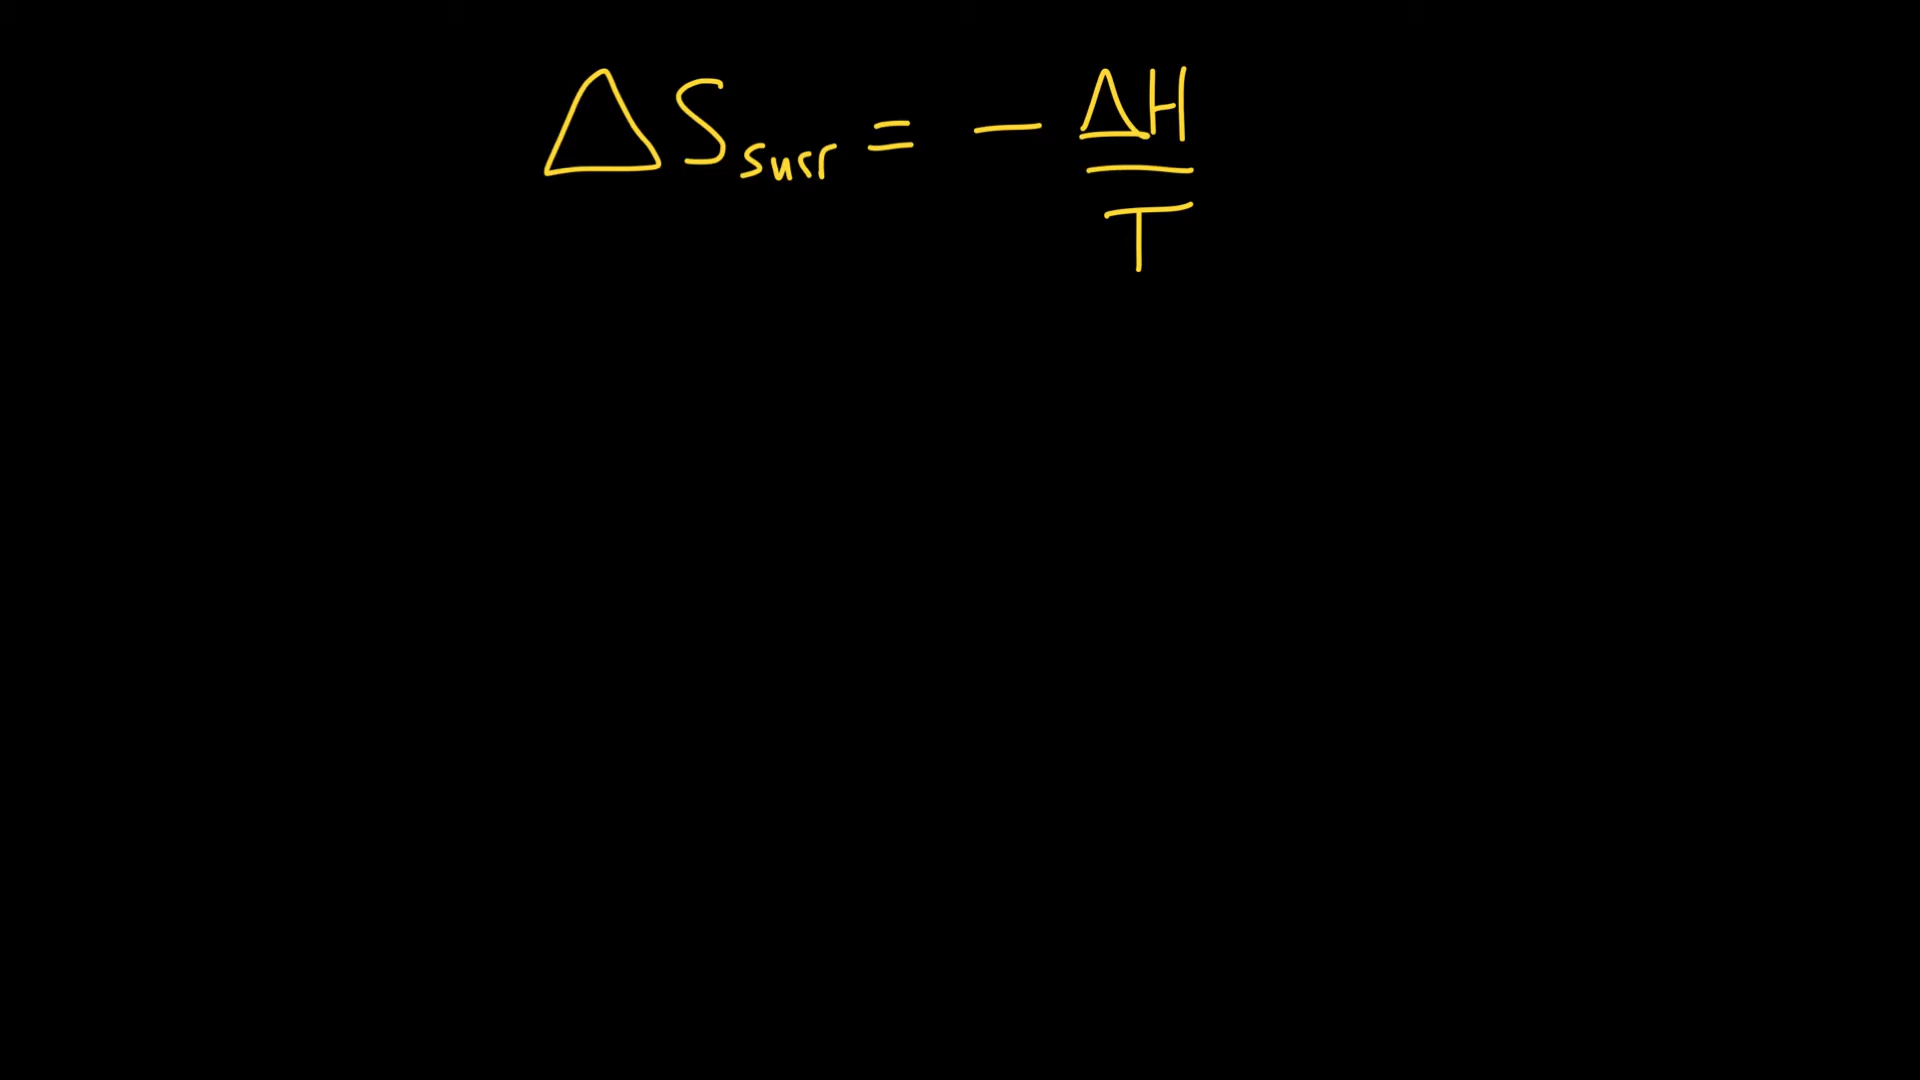 ΔS_surr = - ΔH/T